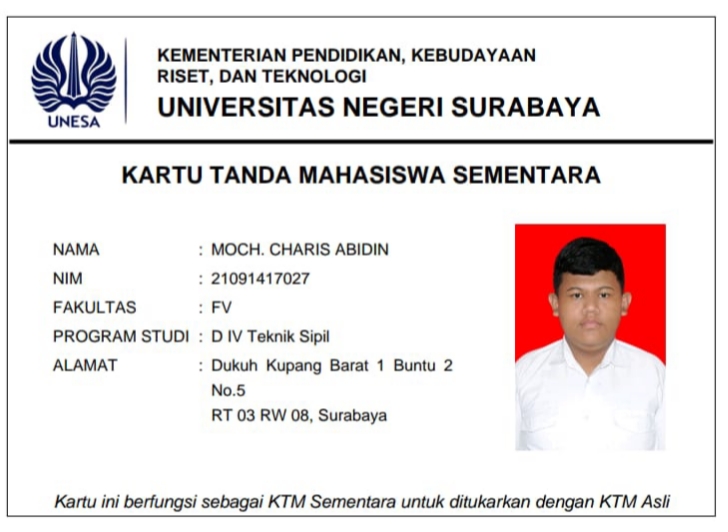 UNESA
KEMENTERIAN PENDIDIKAN, KEBUDAYAAN
RISET, DAN TEKNOLOGI
UNIVERSITAS NEGERI SURABAYA
KARTU TANDA MAHASISWA SEMENTARA
NAMA : MOCH. CHARIS ABIDIN
NIM : 21091417027
FAKULTAS : FV
PROGRAM STUDI : D IV Teknik Sipil
ALAMAT : Dukuh Kupang Barat 1 Buntu 2
No.5
RT 03 RW 08, Surabaya
Kartu ini berfungsi sebagai KTM Sementara untuk ditukarkan dengan KTM Asli